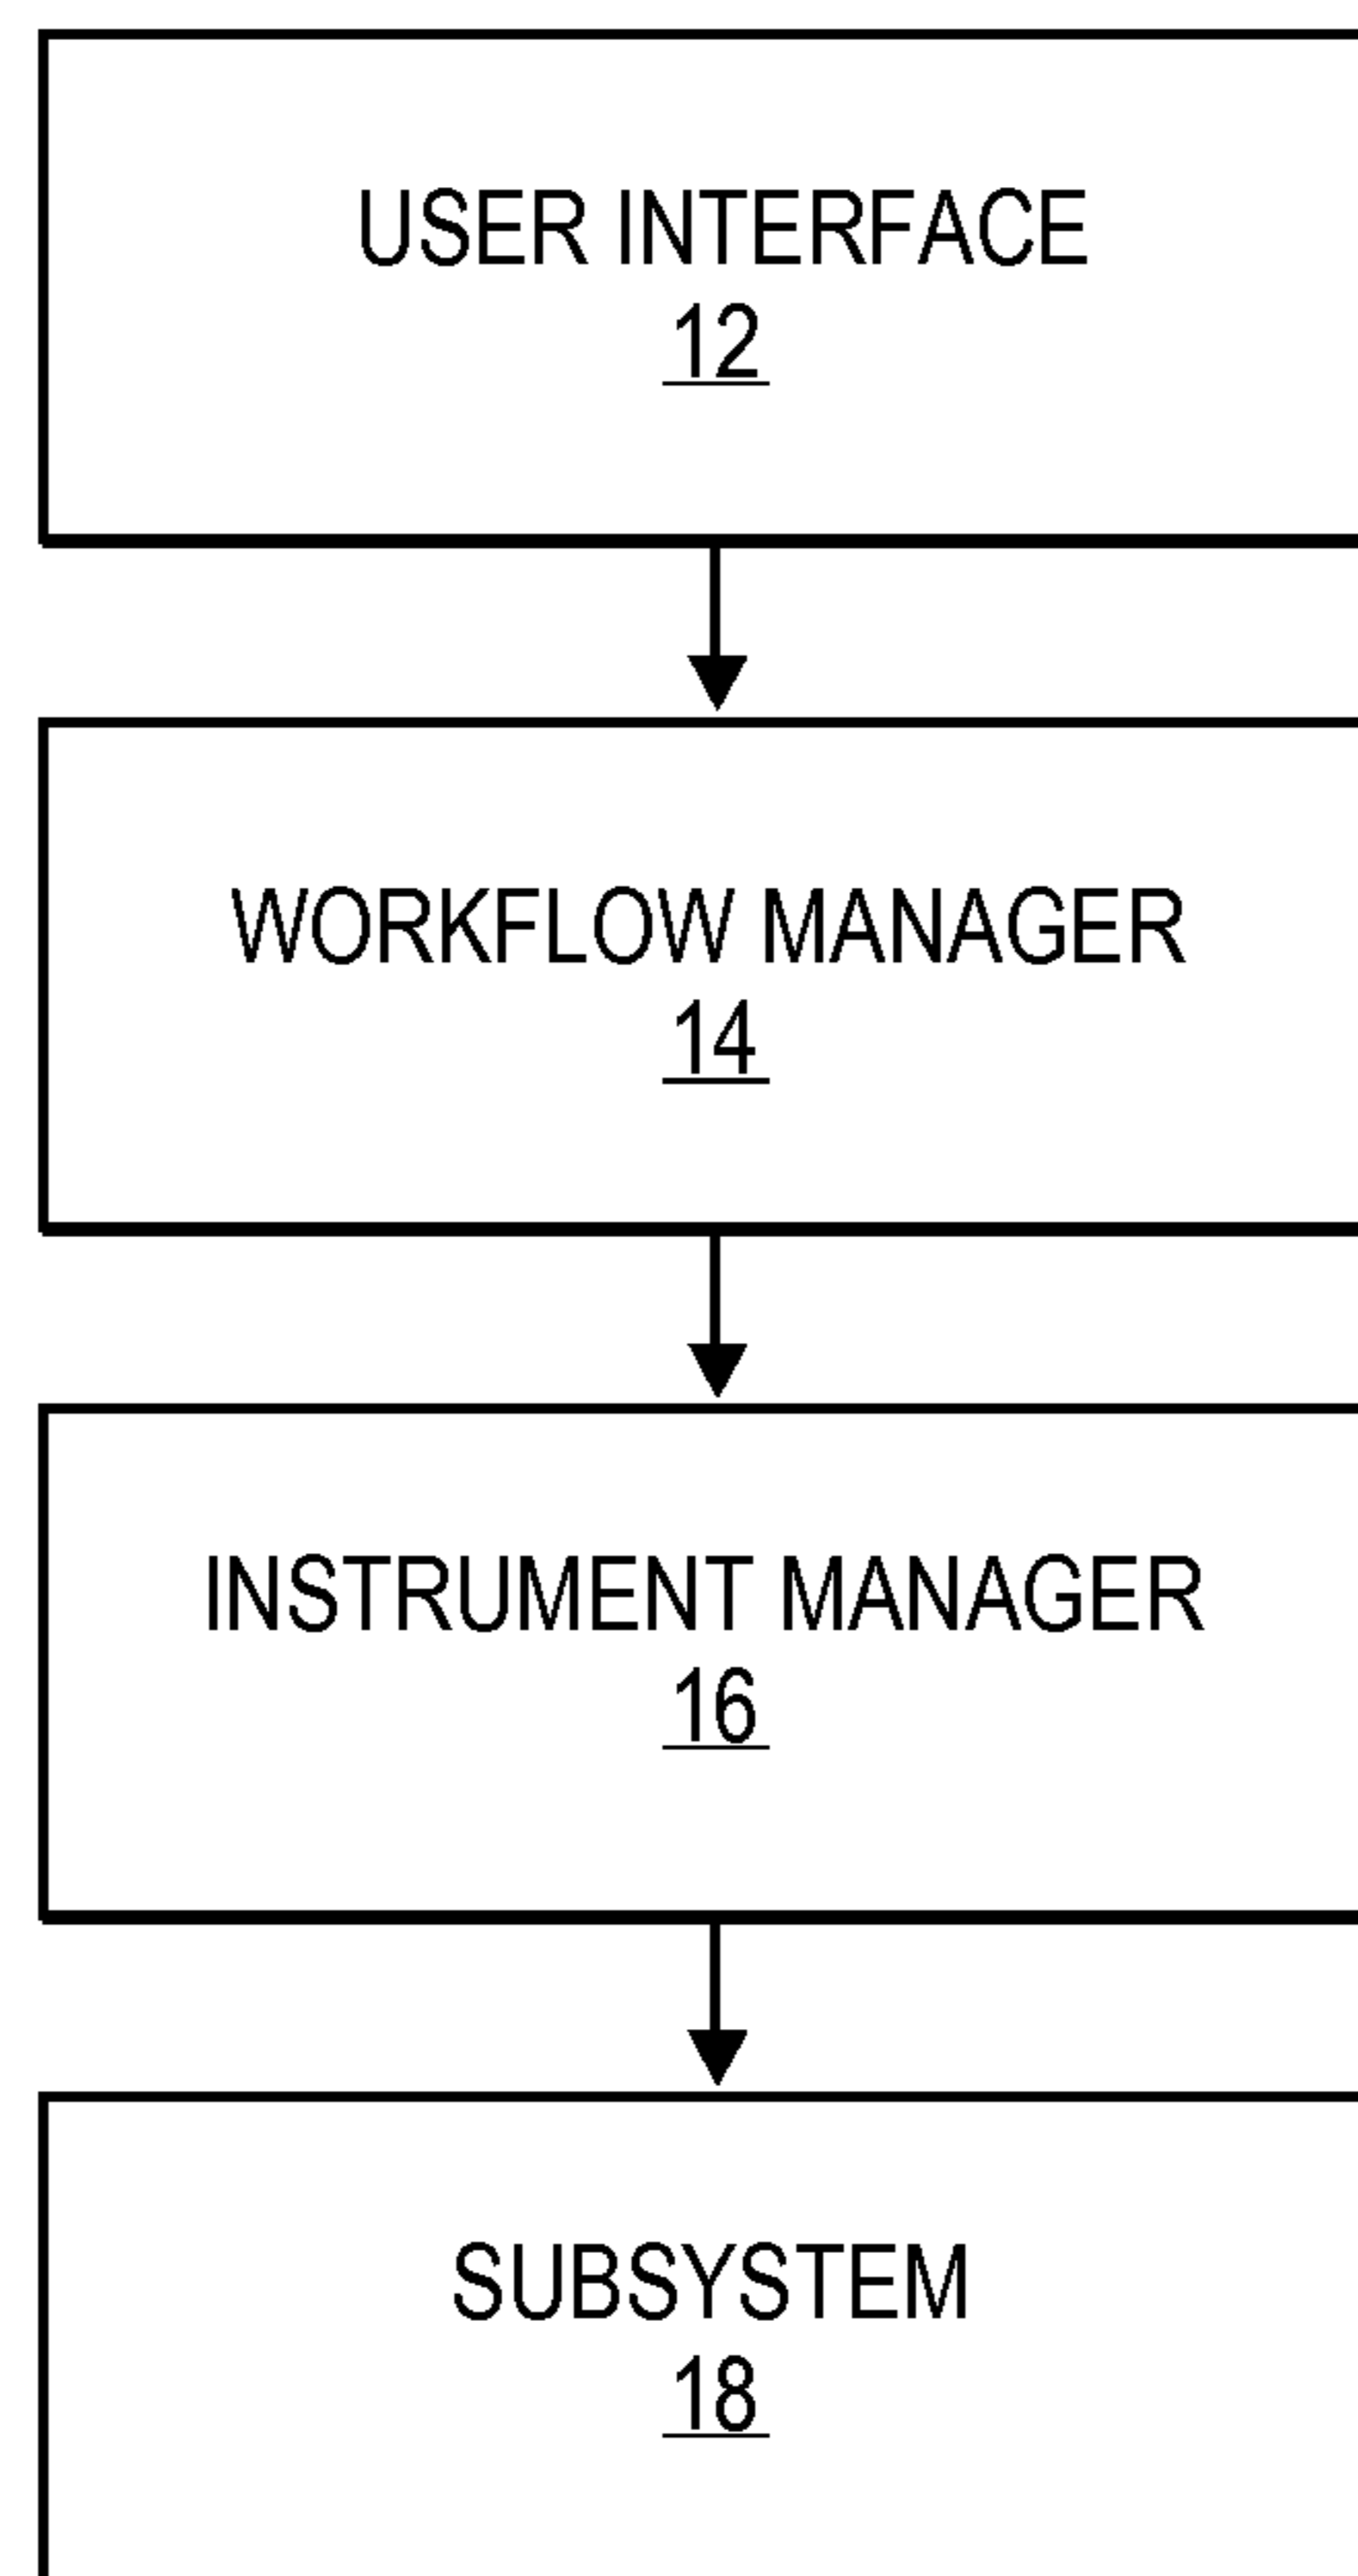 USER INTERFACE
12
WORKFLOW MANAGER
14
INSTRUMENT MANAGER
16
SUBSYSTEM
18